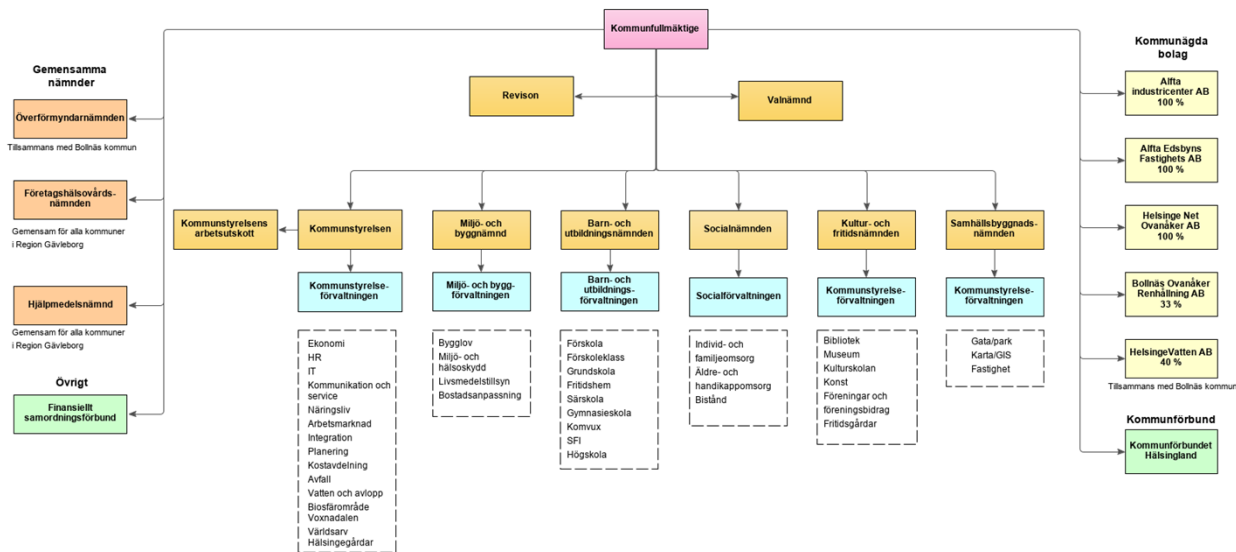 Kommunfullmäktige
Revison
Valnämnd
Gemensamma
nämnder
Överförmyndarnämnden
Tillsammans med Bollnäs kommun
Företagshälsovårds-
nämnden
Gemensam för alla kommuner
i Region Gävleborg
Hjälpmedelsnämnd
Gemensam för alla kommuner
i Region Gävleborg
Övrigt
Finansiellt
samordningsförbund
Kommunstyrelsens
arbetsutskott
Kommunstyrelsen
Kommunstyrelse-
förvaltningen
Ekonomi
HR
IT
Kommunikation och
service
Näringsliv
Arbetsmarknad
Integration
Planering
Kostavdelning
Avfall
Vatten och avlopp
Biosfärområde
Voxnadalen
Världsarv
Hälsingegårdar
Miljö- och
byggnämnd
Miljö- och bygg-
förvaltningen
Bygglov
Miljö- och
hälsoskydd
Livsmedelstillsyn
Bostadsanpassning
Barn- och
utbildningsnämnden
Barn- och
utbildnings-
förvaltningen
Förskola
Förskoleklass
Grundskola
Fritidshem
Särskola
Gymnasieskola
Komvux
SFI
Högskola
Socialnämnden
Socialförvaltningen
Individ- och
familjeomsorg
Äldre- och
handikappomsorg
Bistånd
Kultur- och
fritidsnämnden
Kommunstyrelse-
förvaltningen
Bibliotek
Museum
Kulturskolan
Konst
Föreningar och
föreningsbidrag
Fritidsgårdar
Samhällsbyggnads-
nämnden
Kommunstyrelse-
förvaltningen
Gata/park
Karta/GIS
Fastighet
Kommunägda
bolag
Alfta
industricenter AB
100 %
Alfta Edsbyns
Fastighets AB
100 %
Helsinge Net
Ovanåker AB
100 %
Bollnäs Ovanåker
Renhållning AB
33 %
HelsingeVatten AB
40 %
Tillsammans med Bollnäs kommun
Kommunförbund
Kommunförbundet
Hälsingland